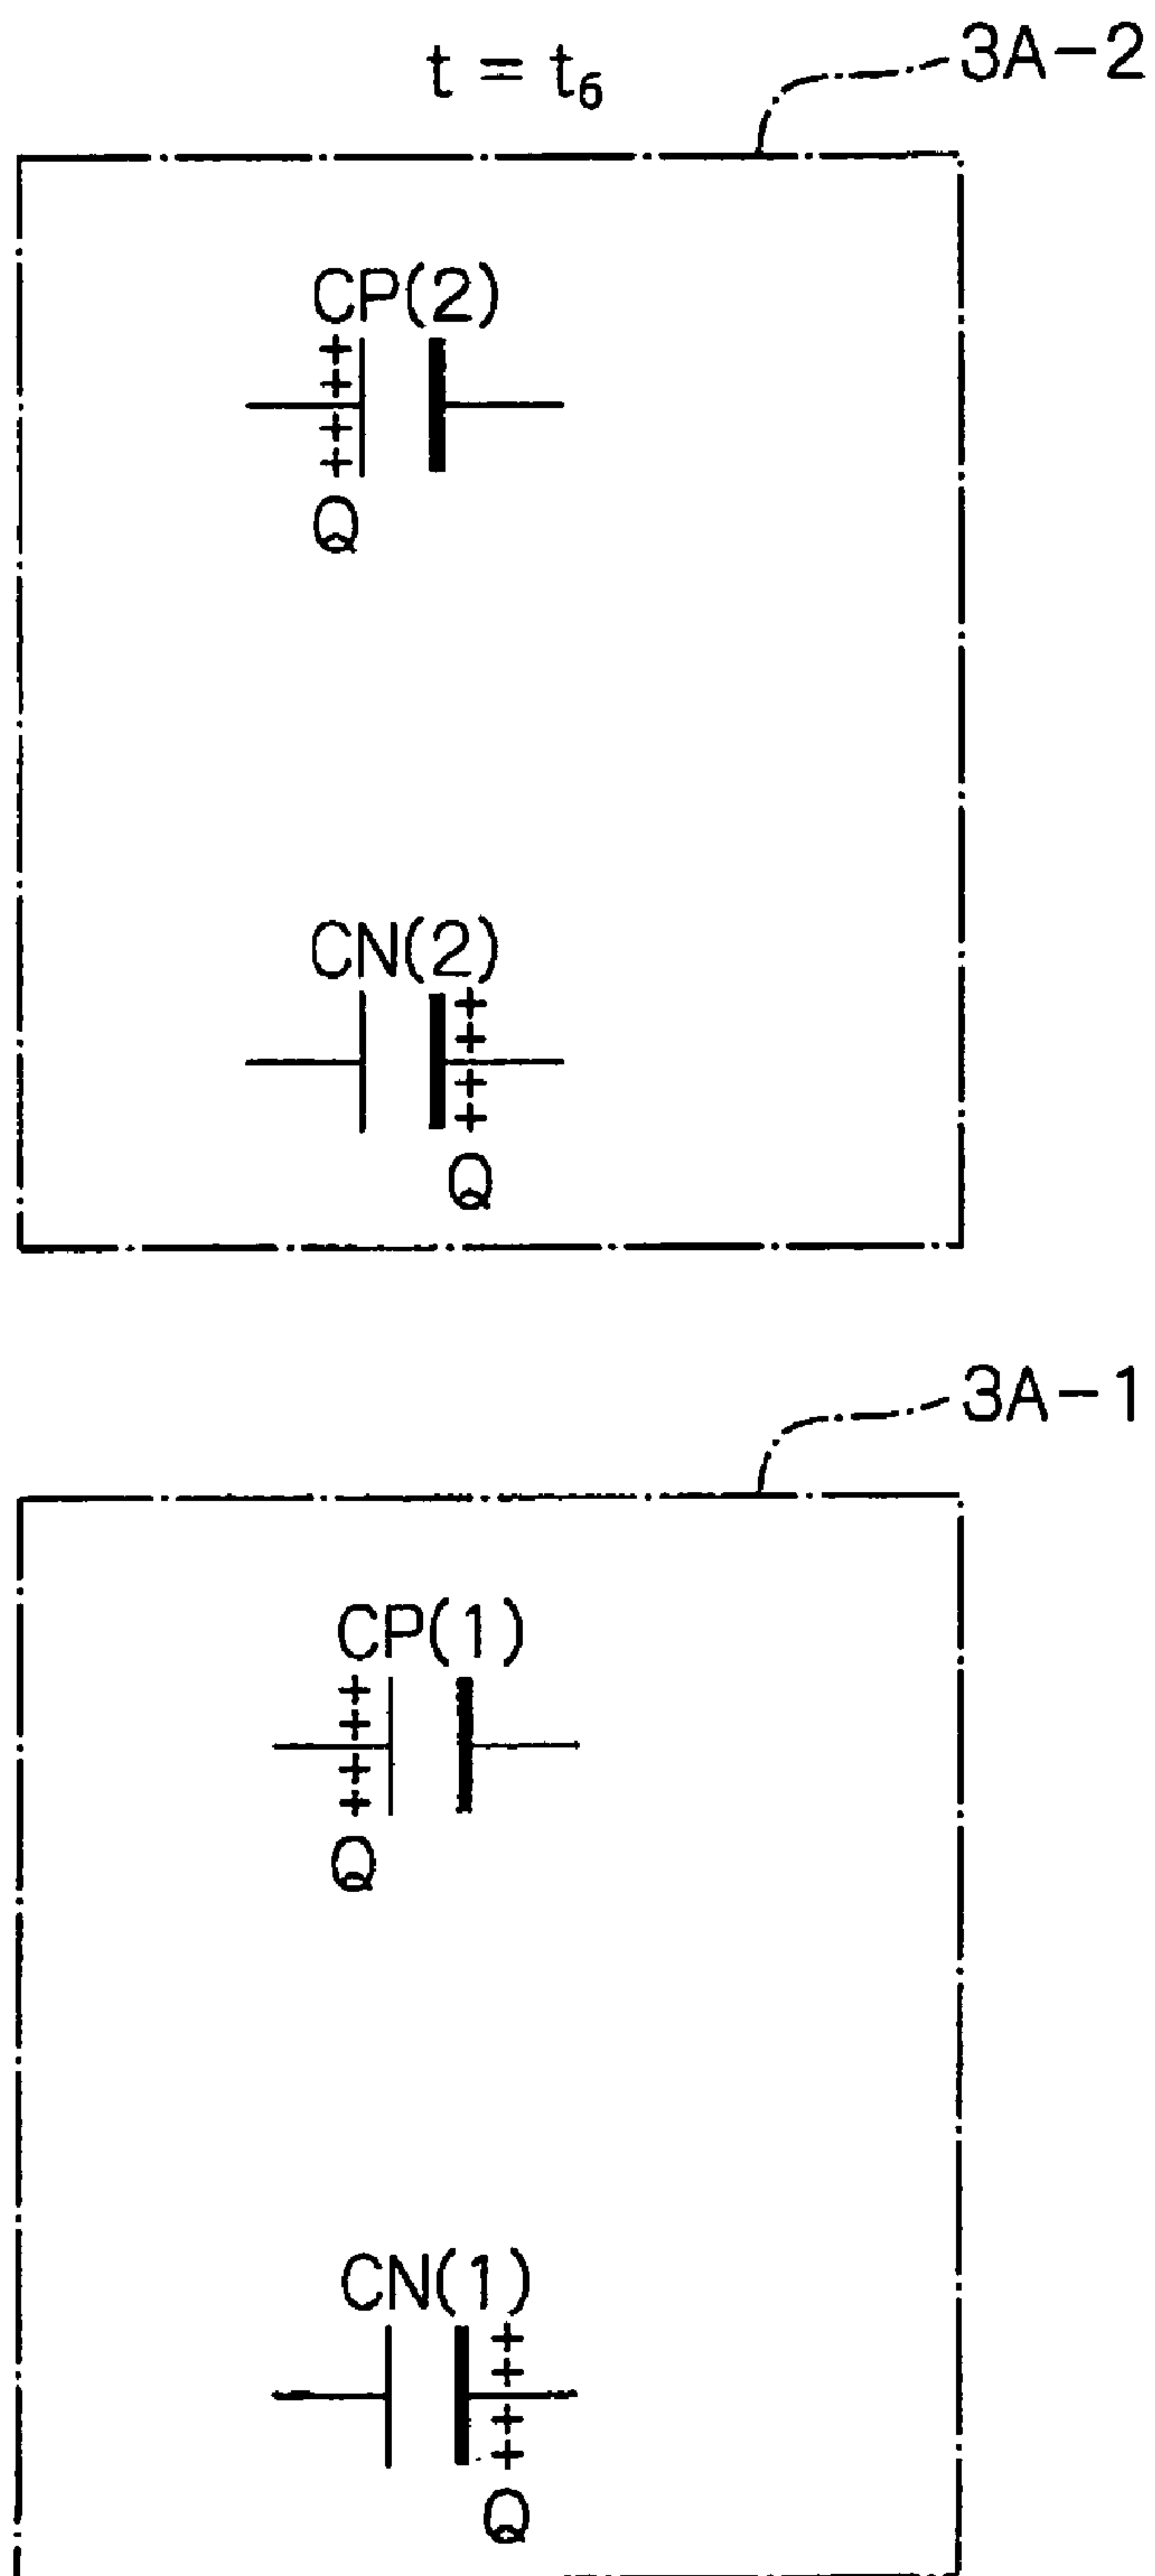 t = t₆
3A-2
CP(2)
++++
Q
CN(2)
++++
Q
3A-1
CP(1)
++++
Q
CN(1)
++++
Q